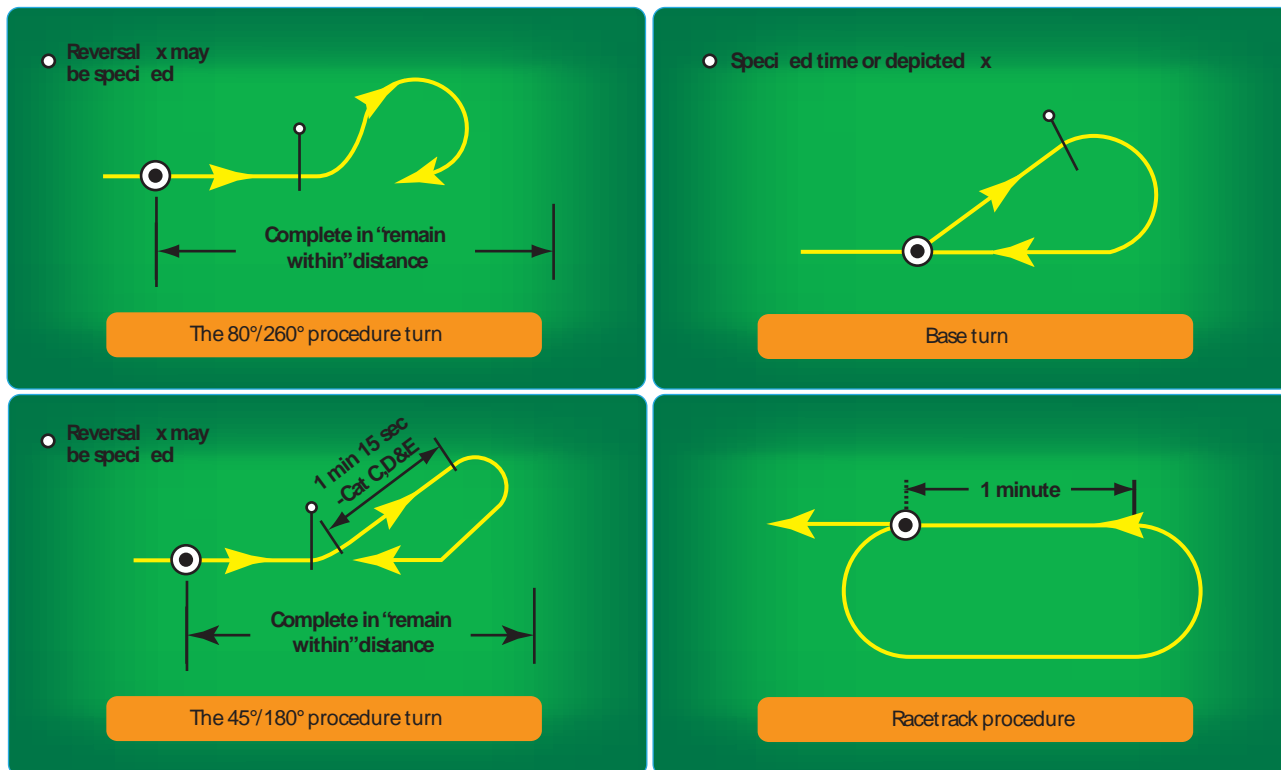 Reversal x may
be speci ed
Complete in “remain
within” distance
The 80°/260° procedure turn
Speci ed time or depicted x
Base turn
Reversal x may
be speci ed
1 min 15 sec
-Cat C,D&E
Complete in “remain
within” distance
The 45°/180° procedure turn
1 minute
Racetrack procedure